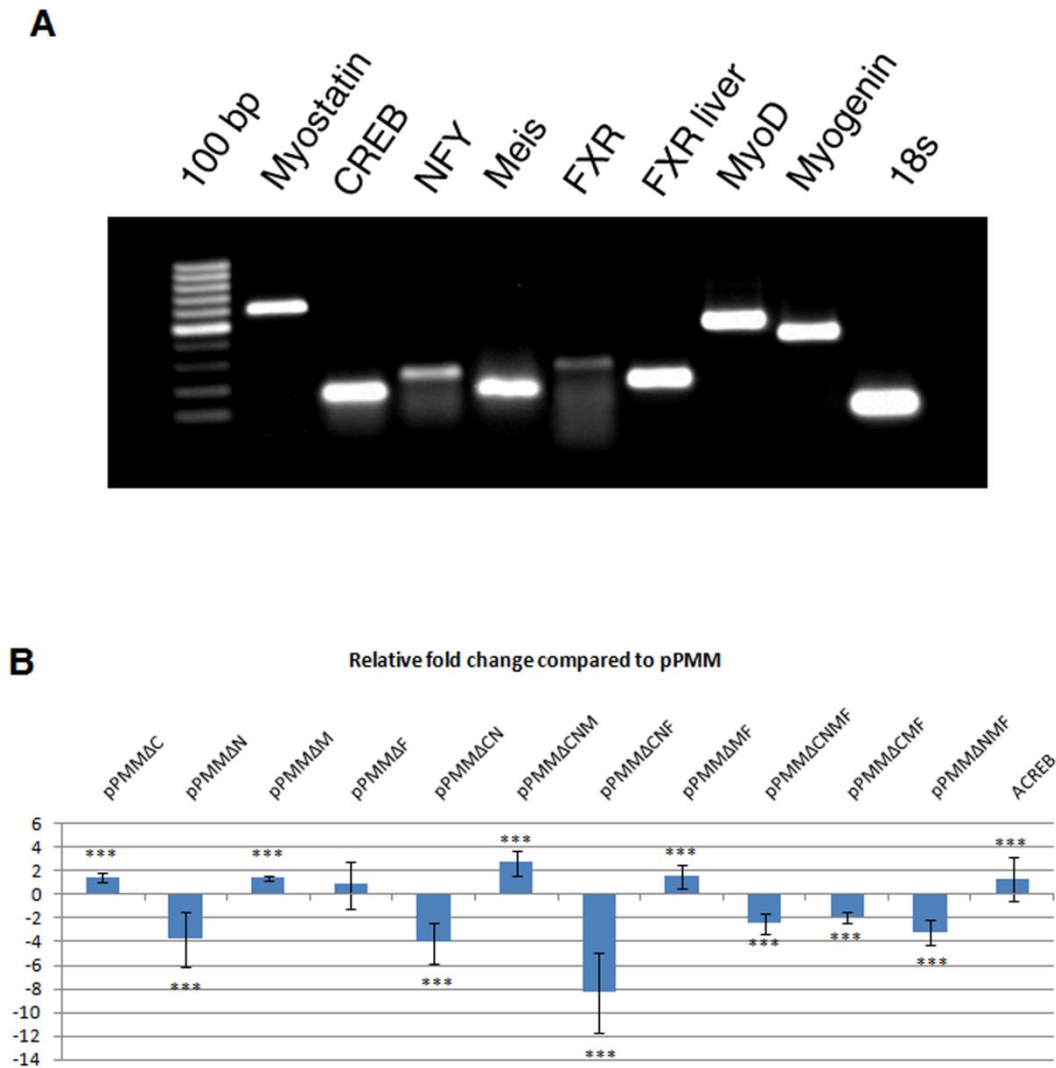 A
100 bp
Myostatin
CREB
NFY
Meis
FXR
FXR liver
MyoD
Myogenin
18s
B
Relative fold change compared to pPMM
pPMMΔC
pPMMΔN
pPMMΔM
pPMMΔF
pPMMΔCN
pPMMΔCNM
pPMMΔCNF
pPMMΔMF
pPMMΔCNMF
pPMMΔCMF
pPMMΔNMF
ACREB
6
4
2
0
-2
-4
-6
-8
-10
-12
-14
***
***
***
***
***
***
***
***
***
***
***